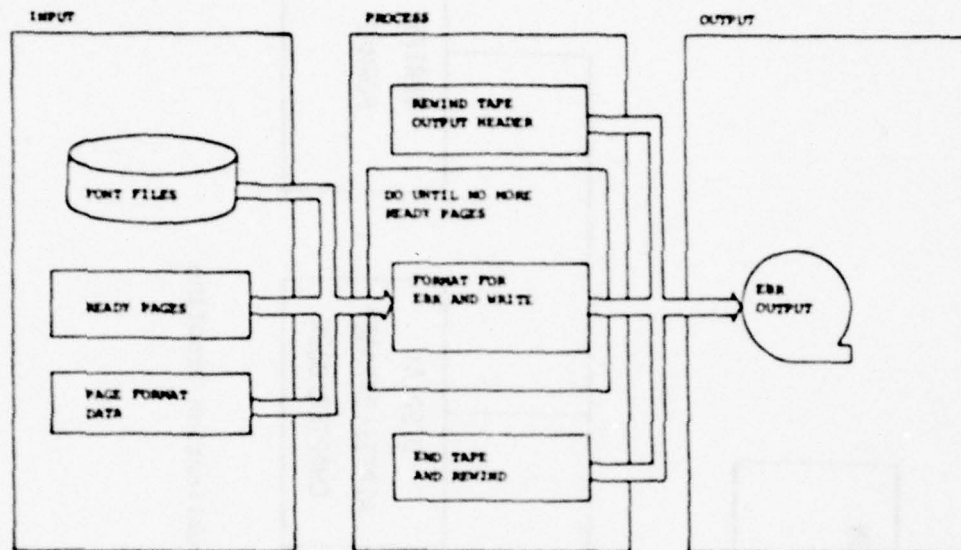 INPUT
PROCESS
OUTPUT
FONT FILES
READY PAGES
PAGE FORMAT
DATA
REWIND TAPE
OUTPUT HEADER
DO UNTIL NO MORE
READY PAGES
FORMAT FOR
EBR AND WRITE
END TAPE
AND REWIND
EBR
OUTPUT